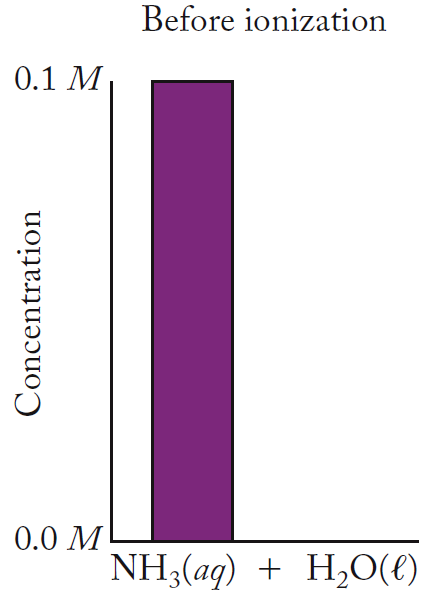 Before ionization
0.1 M
Concentration
0.0 M
NH₃(aq) + H₂O(ℓ)